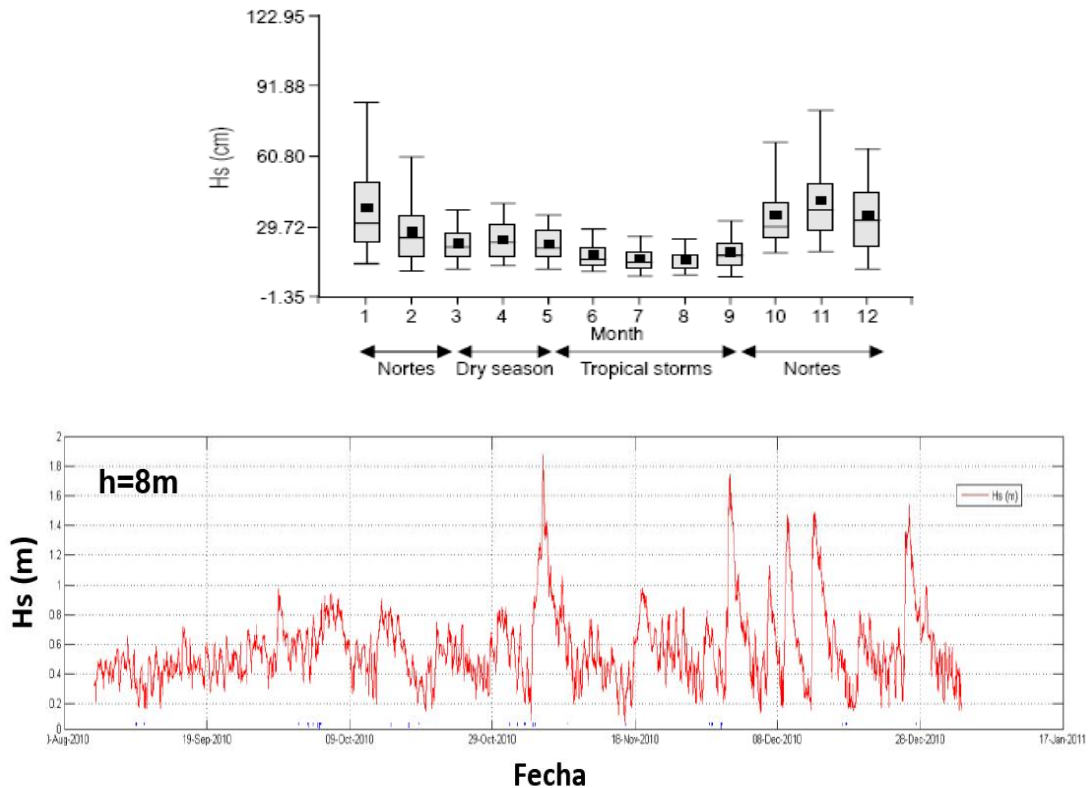 122.95
91.88
60.80
29.72
-1.35
Hs (cm)
1 2 3 4 5 6 7 8 9 10 11 12
Month
Nortes Dry season Tropical storms Nortes
h=8m
Hs (m)
2
1.8
1.6
1.4
1.2
1
0.8
0.6
0.4
0.2
0
Hs (m)
-Aug-2010 19-Sep-2010 09-Oct-2010 29-Oct-2010 18-Nov-2010 08-Dec-2010 28-Dec-2010 17-Jan-2011
Fecha